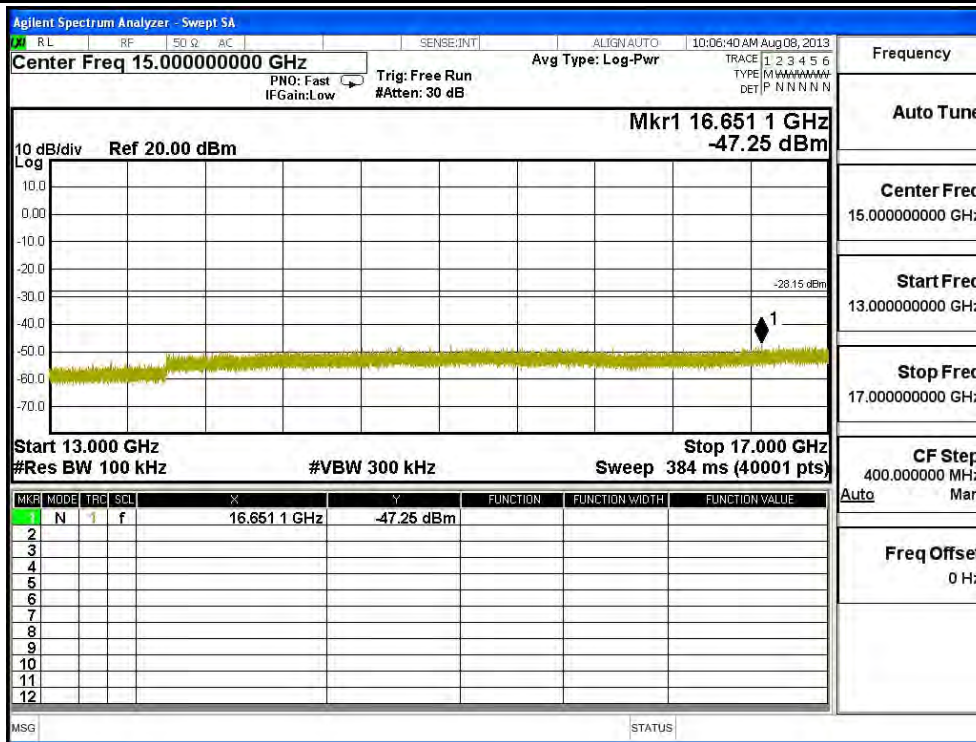 Agilent Spectrum Analyzer - Swept SA
RL RF 50 Ω AC SENSE:INT ALIGN AUTO 10:06:40 AM Aug 08, 2013
Center Freq 15.000000000 GHz
PNO: Fast
IFGain:Low
Trig: Free Run
#Atten: 30 dB
Avg Type: Log-Pwr
TRACE 1 2 3 4 5 6
TYPE M
DET P N N N N N
Mkr1 16.651 1 GHz
-47.25 dBm
10 dB/div Ref 20.00 dBm
Log
10.0
0.00
-10.0
-20.0
-28.15 dBm
-30.0
-40.0
1
-50.0
-60.0
-70.0
Start 13.000 GHz Stop 17.000 GHz
#Res BW 100 kHz #VBW 300 kHz Sweep 384 ms (40001 pts)
MKR MODE TRC SCL X Y FUNCTION FUNCTION WIDTH FUNCTION VALUE
1 N 1 f 16.651 1 GHz -47.25 dBm
2
3
4
5
6
7
8
9
10
11
12
MSG STATUS
Frequency
Auto Tune
Center Freq
15.000000000 GHz
Start Freq
13.000000000 GHz
Stop Freq
17.000000000 GHz
CF Step
400.000000 MHz
Auto Man
Freq Offset
0 Hz